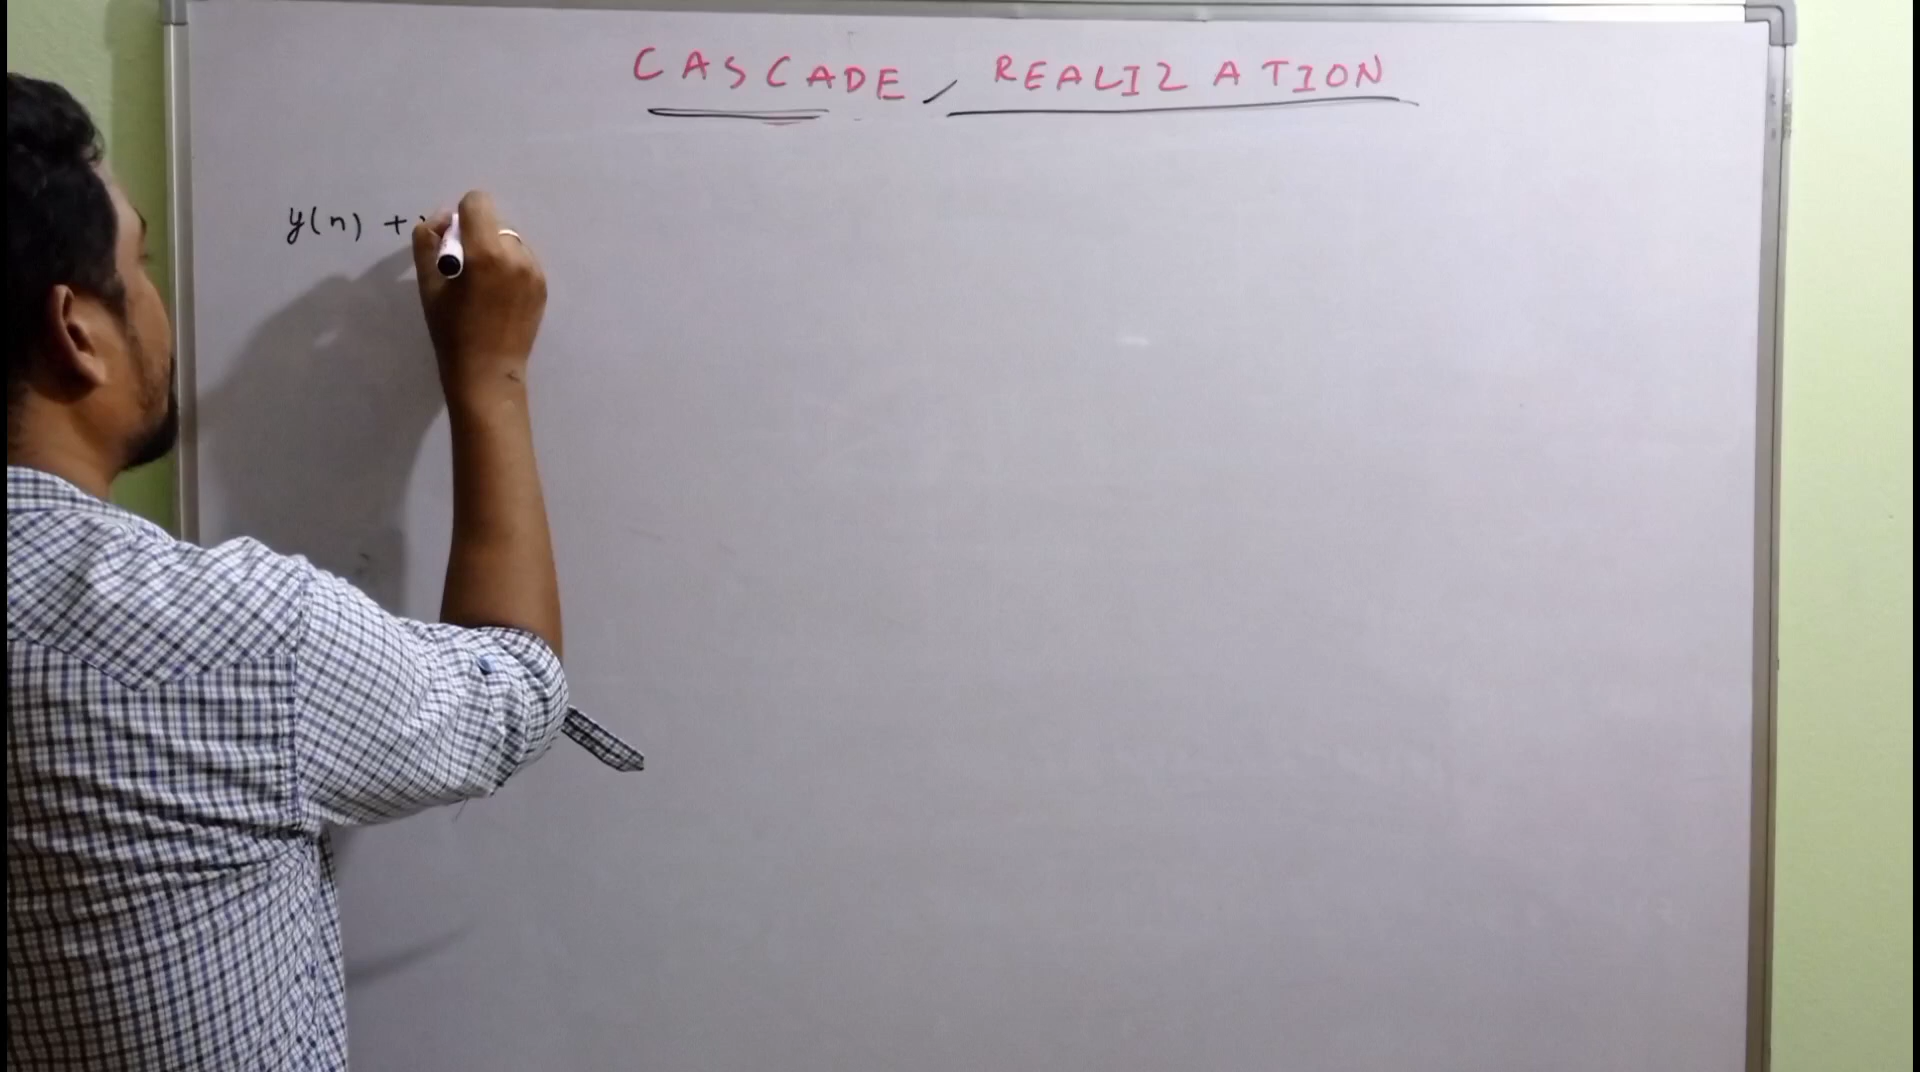 CASCADE, REALIZATION
y(n) +